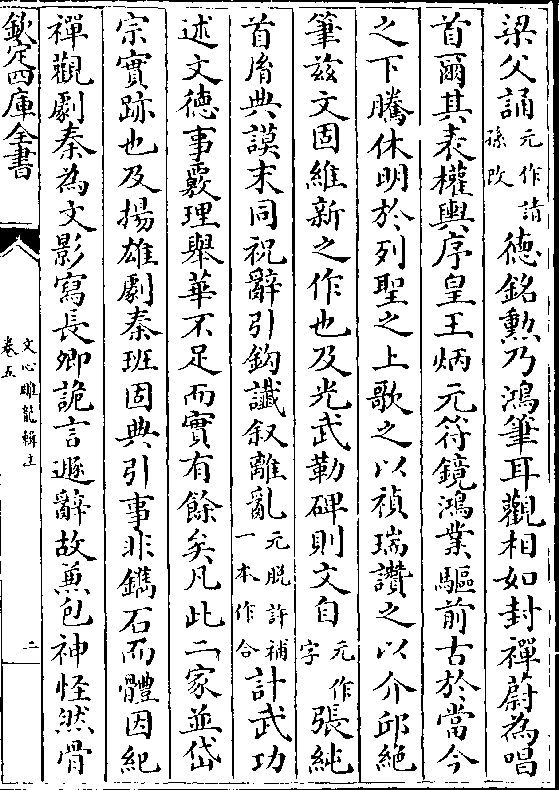 梁父誦元作請孫改德銘勲乃鴻筆耳觀相如封禪蔚為唱
首爾其表權輿序皇王炳元符鏡鴻業驅前古於當今
之下騰休明於列聖之上歌之以禎瑞讚之以介邱絶
筆兹文固維新之作也及光武勒碑則文自元作字張純
首𦙍典謨末同祝辭引鈎讖叙離亂元脱許補一本作合計武功
述文德事覈理舉華不足而實有餘矣凡此二家並岱
宗實跡也及揚雄劇秦班固典引事非鐫石而體因紀
禪觀劇秦為文影寫長卿詭言遯辭故兼包神怪然骨
欽定四庫全書
文心雕龍輯註
卷五
二